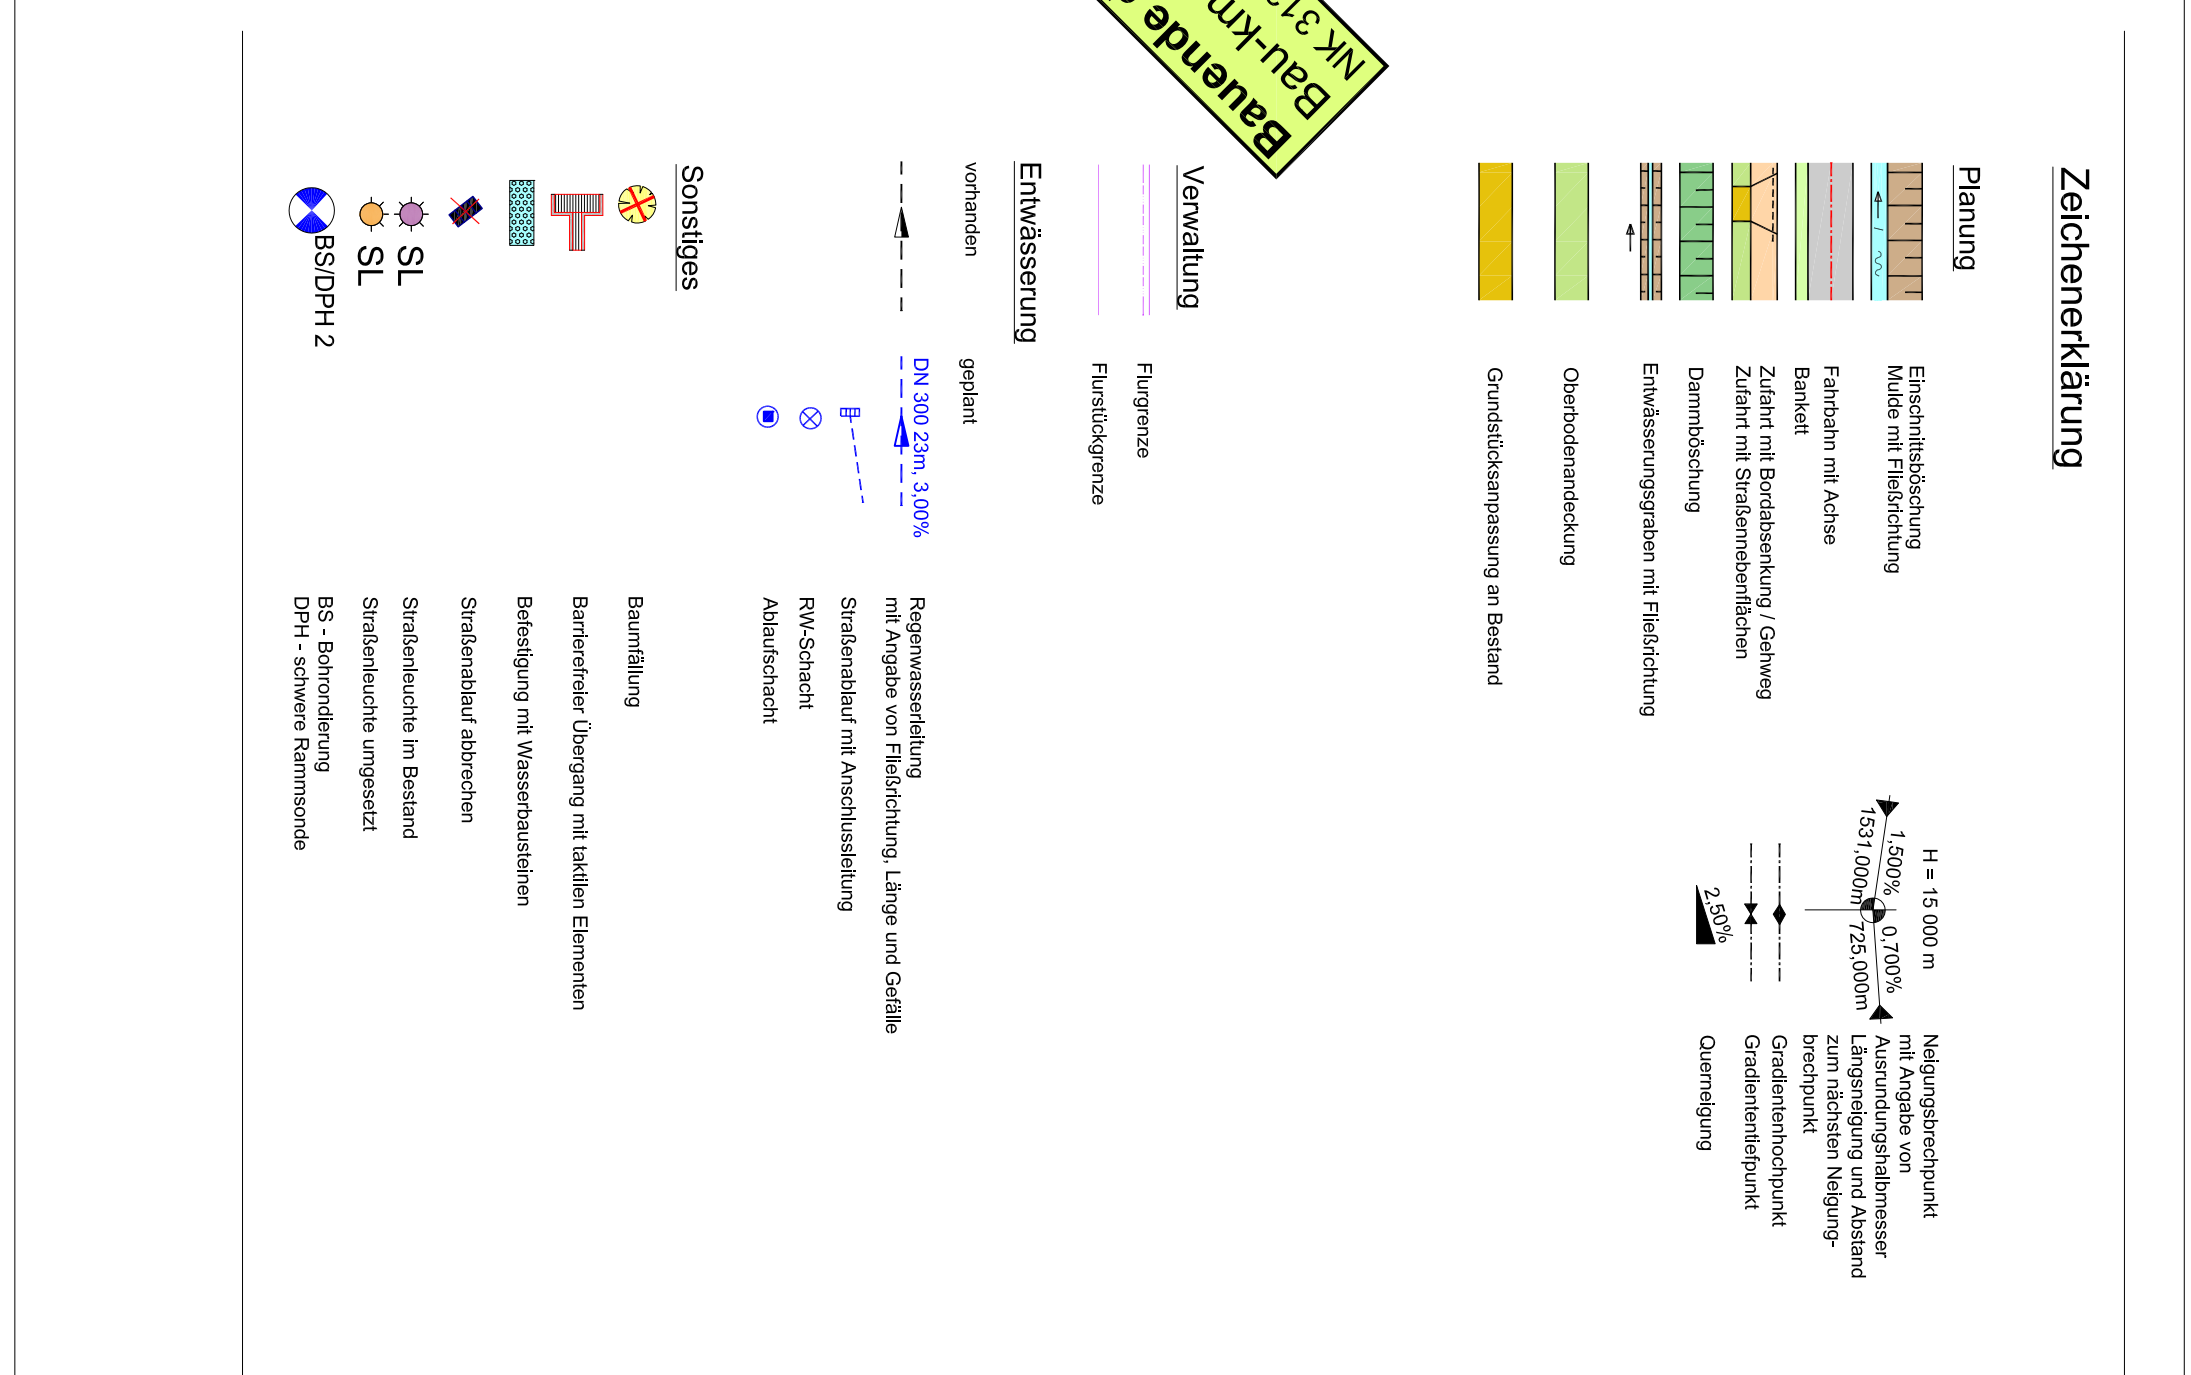 Zeichenerklärung
Planung
Einschnittsböschung
Mulde mit Fließrichtung
Fahrbahn mit Achse
Bankett
Zufahrt mit Bordabsenkung / Gehweg
Zufahrt mit Straßennebenflächen
Dammböschung
Entwässerungsgraben mit Fließrichtung
Oberbodenandeckung
Grundstücksanpassung an Bestand
H = 15 000 m
1,500%
0,700%
1531,000m
725,000m
Neigungsbrechpunkt
mit Angabe von
Ausrundungshalbmesser
Längsneigung und Abstand
zum nächsten Neigung-
brechpunkt
Gradientenhochpunkt
Gradiententiefpunkt
2,50%
Querneigung
Bauende
Bau-km
NK
Verwaltung
Flurgrenze
Flurstückgrenze
Entwässerung
vorhanden
geplant
DN 300 23m, 3,00%
Regenwasserleitung
mit Angabe von Fließrichtung, Länge und Gefälle
Straßenablauf mit Anschlussleitung
RW-Schacht
Ablaufschacht
Sonstiges
Baumfällung
Barrierefreier Übergang mit taktilen Elementen
Befestigung mit Wasserbausteinen
Straßenablauf abbrechen
SL
Straßenleuchte im Bestand
SL
Straßenleuchte umgesetzt
BS/DPH 2
BS - Bohrondierung
DPH - schwere Rammsonde